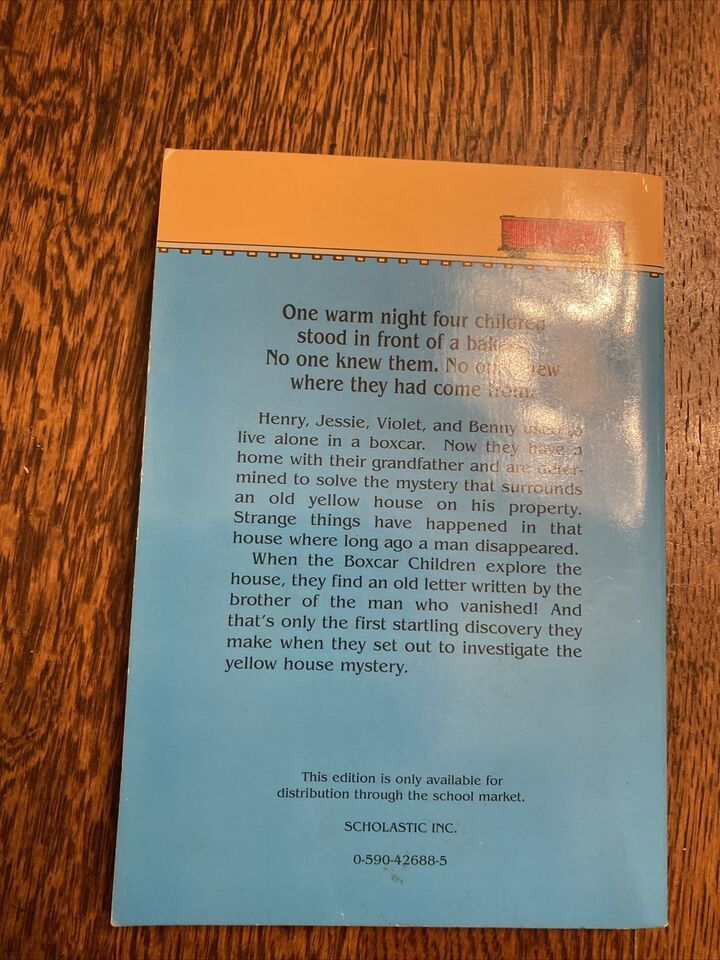 One warm night four children
stood in front of a bakery.
No one knew them. No one knew
where they had come from.
Henry, Jessie, Violet, and Benny used to
live alone in a boxcar. Now they have a
home with their grandfather and are deter-
mined to solve the mystery that surrounds
an old yellow house on his property.
Strange things have happened in that
house where long ago a man disappeared.
When the Boxcar Children explore the
house, they find an old letter written by the
brother of the man who vanished! And
that's only the first startling discovery they
make when they set out to investigate the
yellow house mystery.
This edition is only available for
distribution through the school market.
SCHOLASTIC INC.
0-590-42688-5